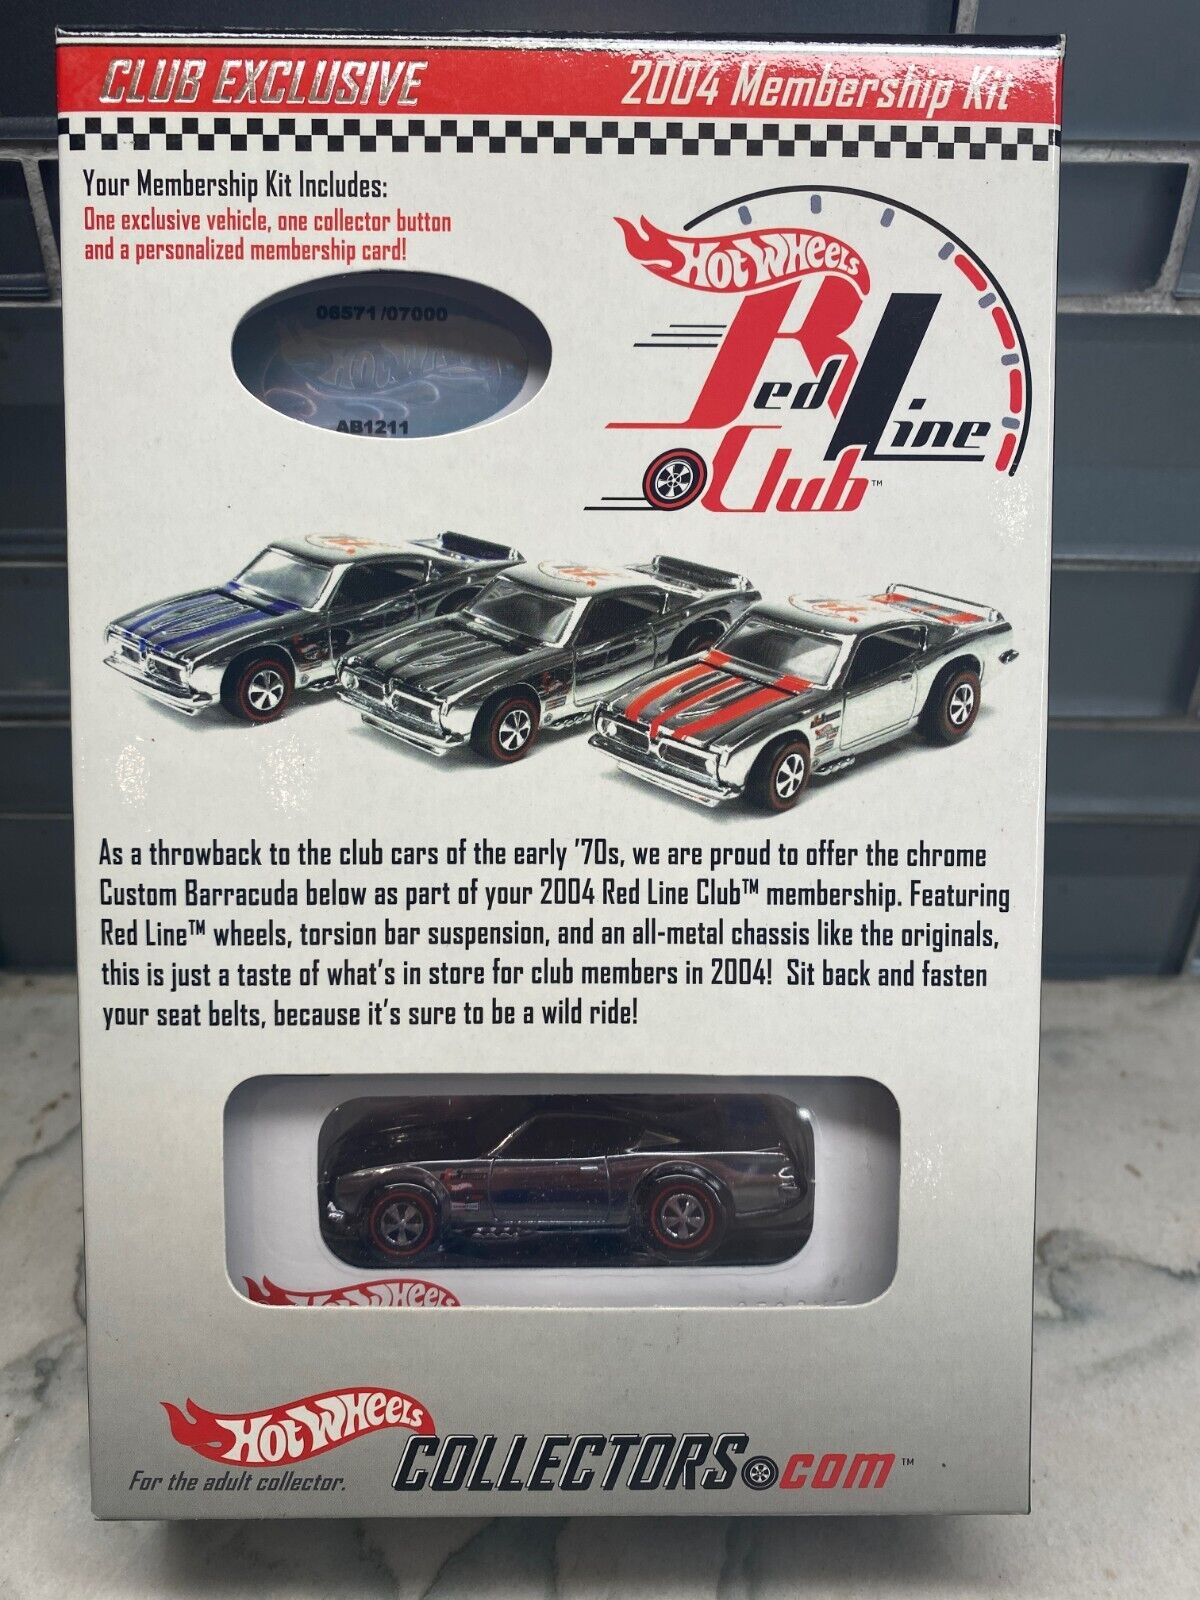 CLUB EXCLUSIVE
2004 Membership Kit
Your Membership Kit Includes:
One exclusive vehicle, one collector button
and a personalized membership card!
06571/07000
HOT WHEELS
AB1211
Hot Wheels
Red Line
Club™
As a throwback to the club cars of the early '70s, we are proud to offer the chrome
Custom Barracuda below as part of your 2004 Red Line Club™ membership. Featuring
Red Line™ wheels, torsion bar suspension, and an all-metal chassis like the originals,
this is just a taste of what's in store for club members in 2004! Sit back and fasten
your seat belts, because it's sure to be a wild ride!
Hot Wheels
Hot Wheels
For the adult collector.
COLLECTORS.com™